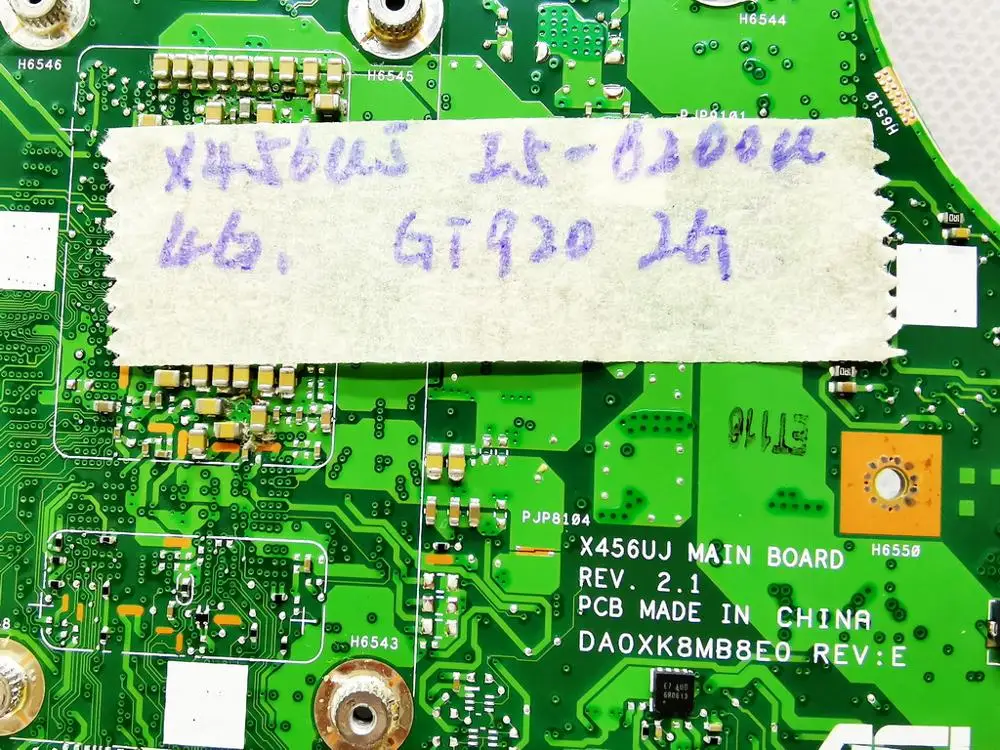 H6546
H6545
H6544
H6510
X456UJ I5-6200U
4G. GT920 2G
ET116
PJP8104
H6550
X456UJ MAIN BOARD
REV. 2.1
PCB MADE IN CHINA
DA0XK8MB8E0 REV:E
H6543